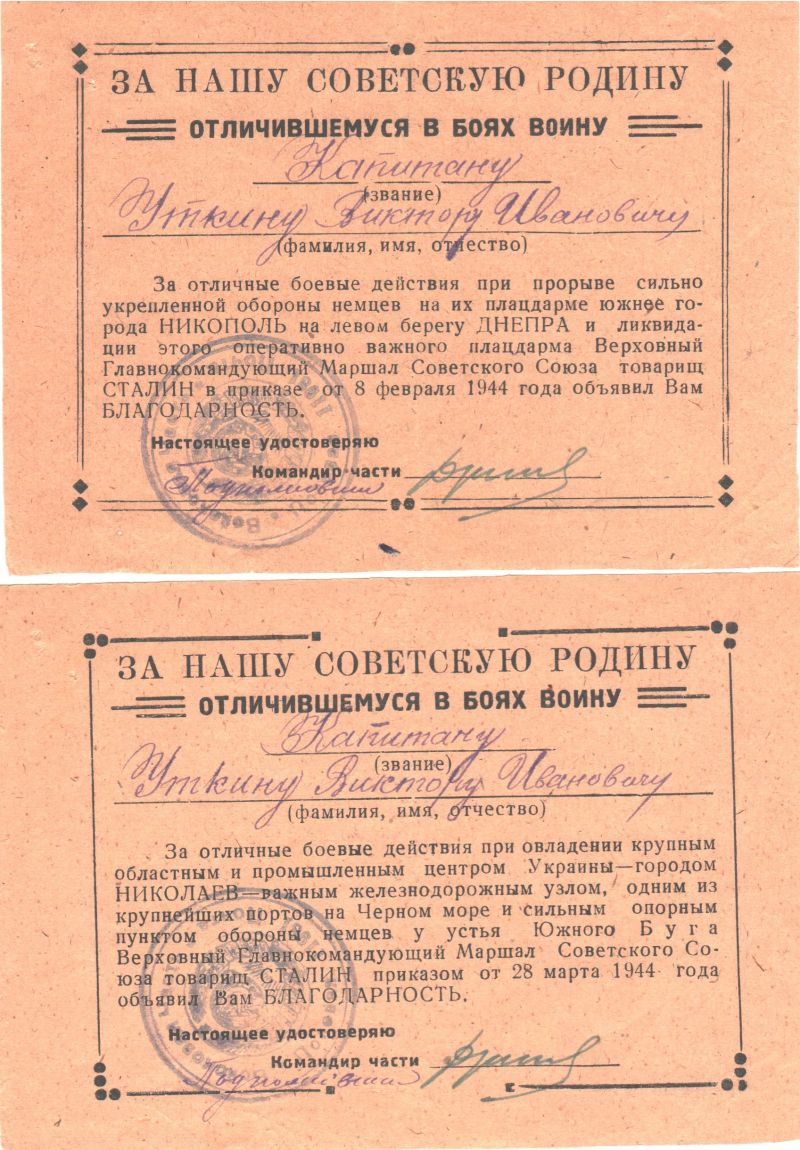 ЗА НАШУ СОВЕТСКУЮ РОДИНУ
ОТЛИЧИВШЕМУСЯ В БОЯХ ВОИНУ
Капитану
(звание)
Уткину Виктору Ивановичу
(фамилия, имя, отчество)
За отличные боевые действия при прорыве сильно
укрепленной обороны немцев на их плацдарме южнее го-
рода НИКОПОЛЬ на левом берегу ДНЕПРА и ликвида-
ции этого оперативно важного плацдарма Верховный
Главнокомандующий Маршал Советского Союза товарищ
СТАЛИН в приказе от 8 февраля 1944 года объявил Вам
БЛАГОДАРНОСТЬ.
Настоящее удостоверяю
Командир части
ЗА НАШУ СОВЕТСКУЮ РОДИНУ
ОТЛИЧИВШЕМУСЯ В БОЯХ ВОИНУ
Капитану
(звание)
Уткину Виктору Ивановичу
(фамилия, имя, отчество)
За отличные боевые действия при овладении крупным
областным и промышленным центром Украины—городом
НИКОЛАЕВ—важным железнодорожным узлом, одним из
крупнейших портов на Черном море и сильным опорным
пунктом обороны немцев у устья Южного Буга
Верховный Главнокомандующий Маршал Советского Со-
юза товарищ СТАЛИН приказом от 28 марта 1944 года
объявил Вам БЛАГОДАРНОСТЬ.
Настоящее удостоверяю
Командир части